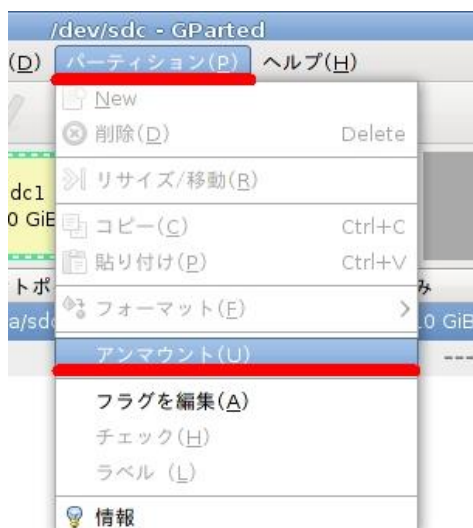 /dev/sdc - GParted
(D) パーティション(P) ヘルプ(H)
New
削除(D) Delete
リサイズ/移動(R)
dc1
0 GiB
コピー(C) Ctrl+C
貼り付け(P) Ctrl+V
トポ み
フォーマット(F)
a/sd .0 GiB
アンマウント(U) ---
フラグを編集(A)
チェック(H)
ラベル (L)
情報